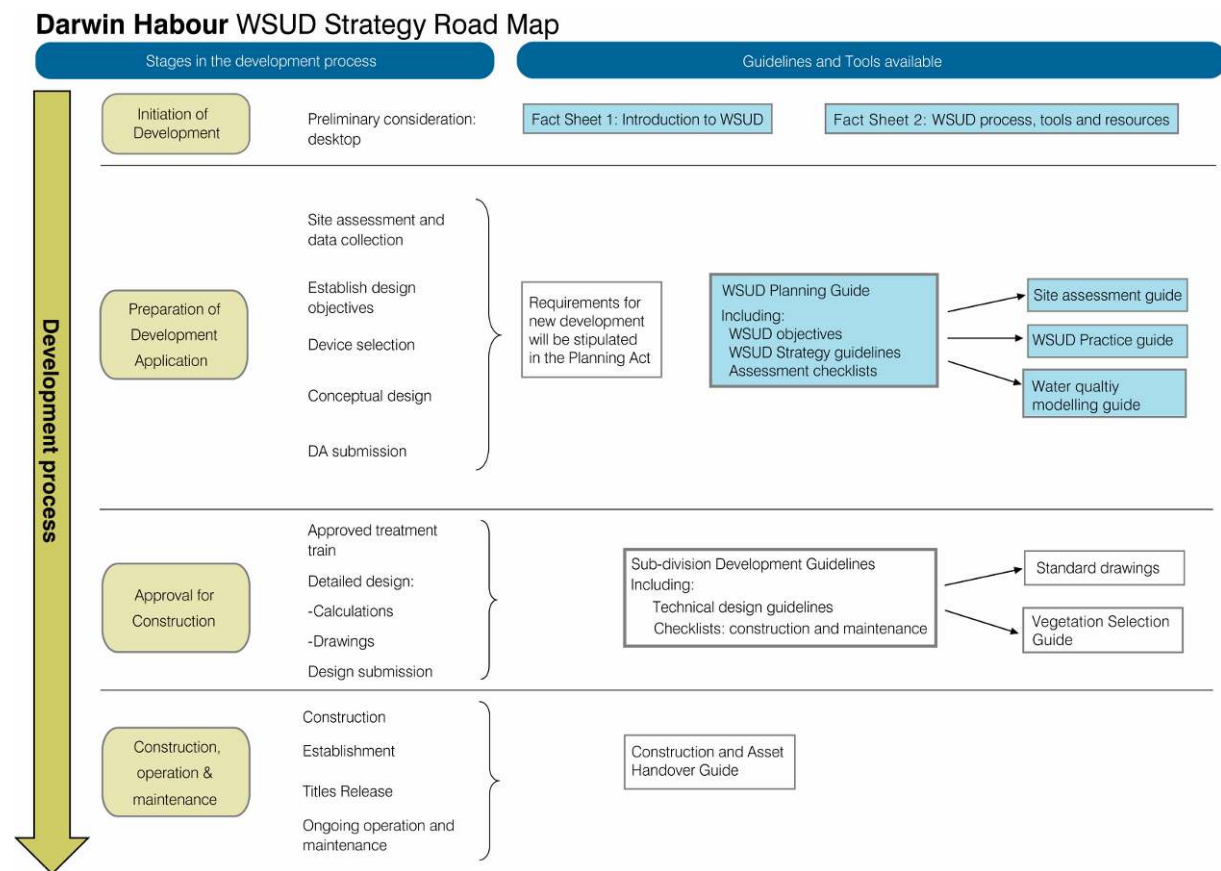 Darwin Habour WSUD Strategy Road Map
Stages in the development process
Guidelines and Tools available
Development process
Initiation of
Development
Preliminary consideration:
desktop
Fact Sheet 1: Introduction to WSUD
Fact Sheet 2: WSUD process, tools and resources
Preparation of
Development
Application
Site assessment and
data collection
Establish design
objectives
Device selection
Conceptual design
DA submission
Requirements for
new development
will be stipulated
in the Planning Act
WSUD Planning Guide
Including:
WSUD objectives
WSUD Strategy guidelines
Assessment checklists
Site assessment guide
WSUD Practice guide
Water qualtiy
modelling guide
Approval for
Construction
Approved treatment
train
Detailed design:
-Calculations
-Drawings
Design submission
Sub-division Development Guidelines
Including:
Technical design guidelines
Checklists: construction and maintenance
Standard drawings
Vegetation Selection
Guide
Construction,
operation &
maintenance
Construction
Establishment
Titles Release
Ongoing operation and
maintenance
Construction and Asset
Handover Guide